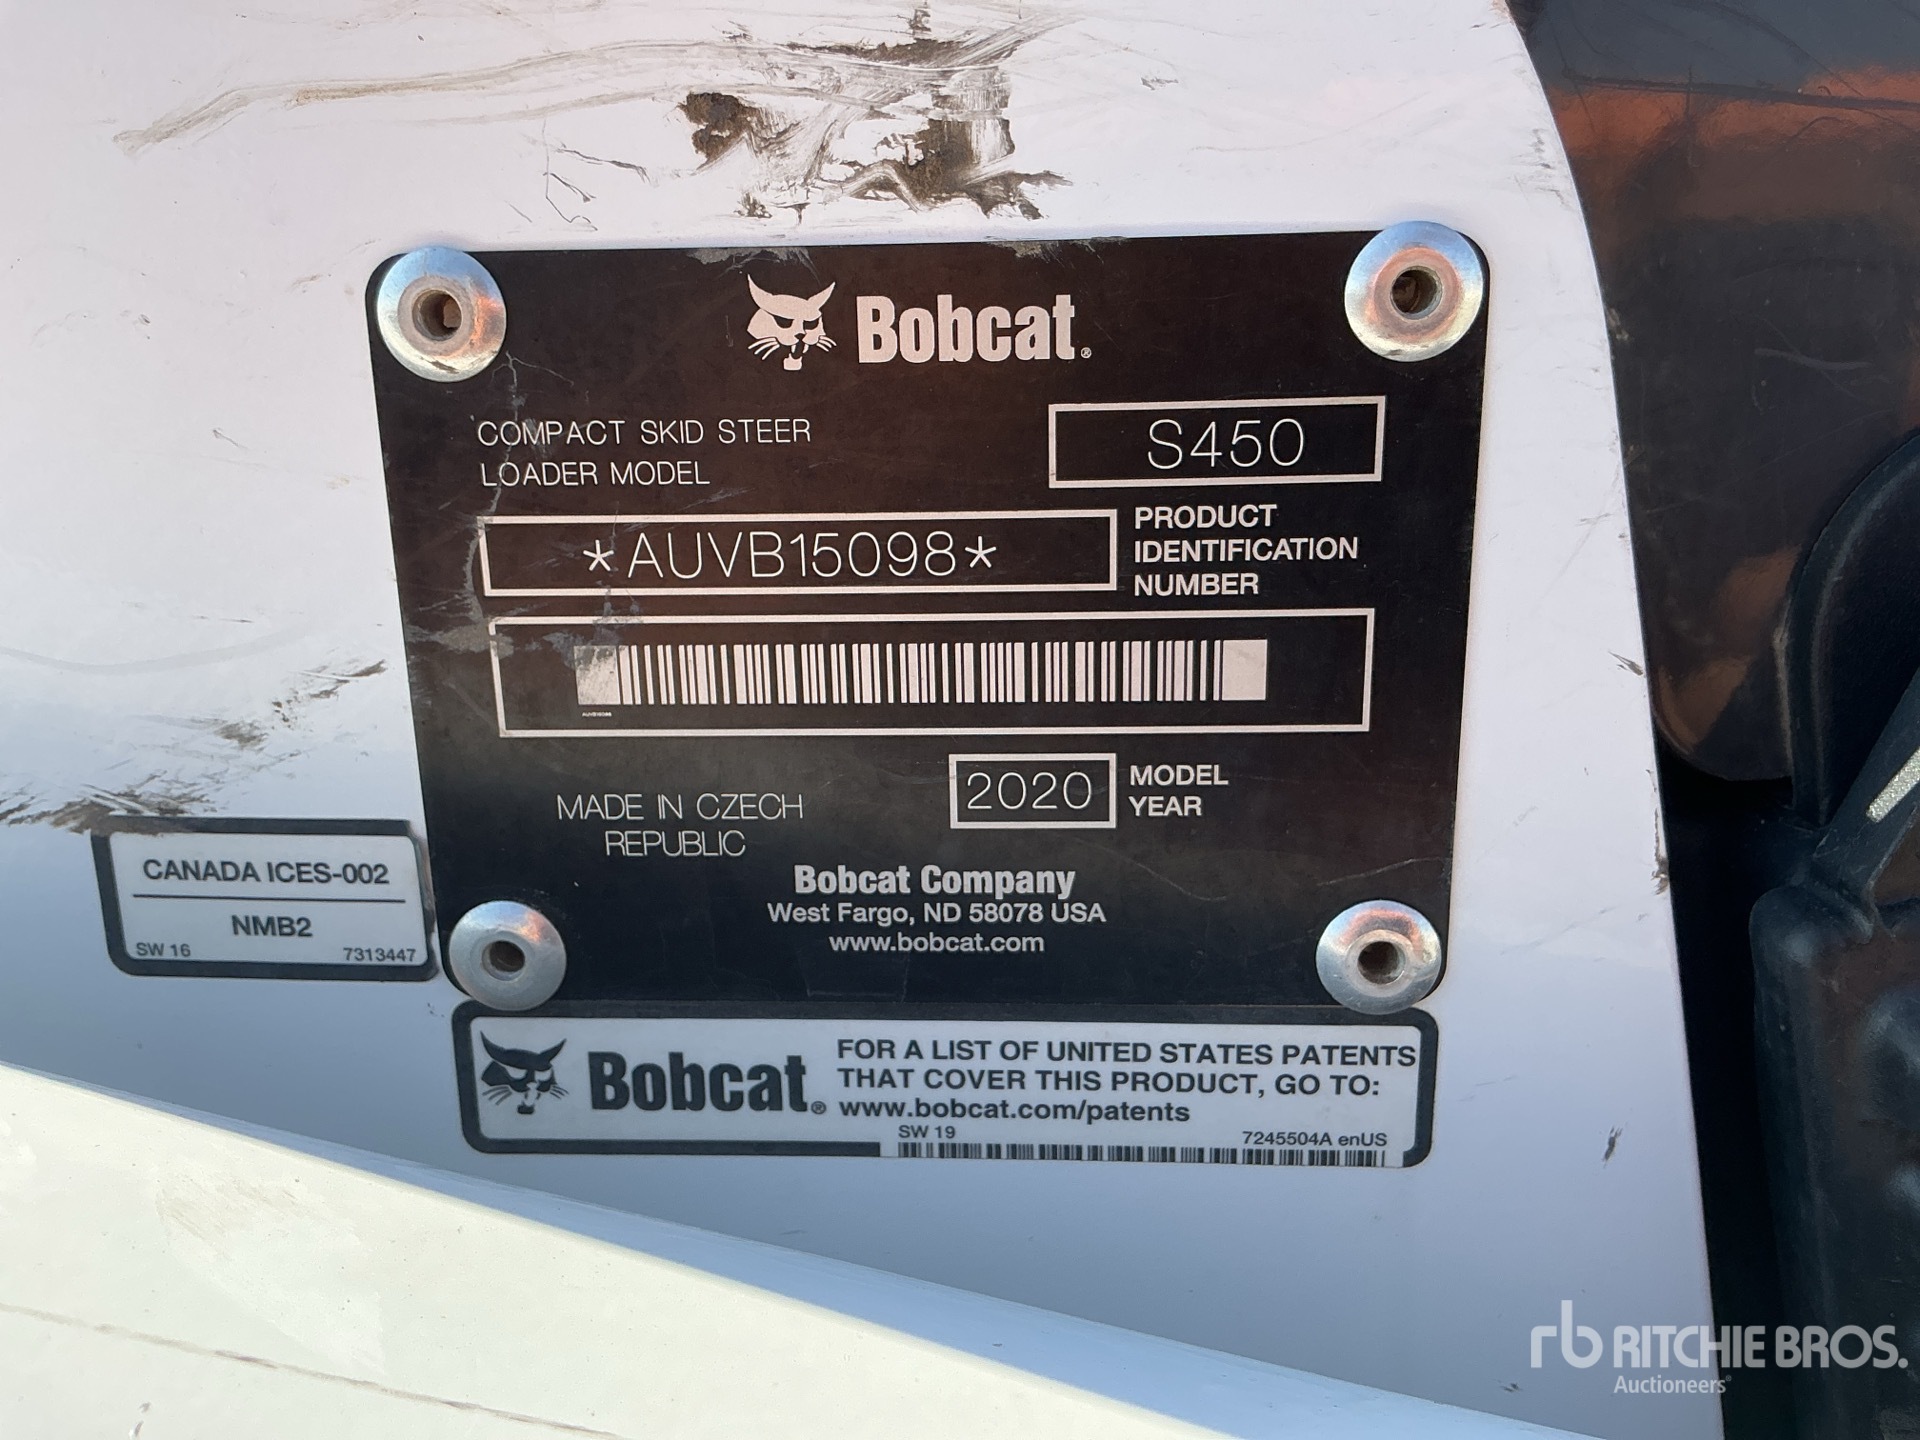 Bobcat®
COMPACT SKID STEER
LOADER MODEL
S450
*AUVB15098*
PRODUCT
IDENTIFICATION
NUMBER
AUVB15098
MADE IN CZECH
REPUBLIC
2020
MODEL
YEAR
Bobcat Company
West Fargo, ND 58078 USA
www.bobcat.com
CANADA ICES-002
NMB2
SW 16 7313447
Bobcat®
FOR A LIST OF UNITED STATES PATENTS
THAT COVER THIS PRODUCT, GO TO:
www.bobcat.com/patents
SW 19 7245504A enUS
rb RITCHIE BROS.
Auctioneers®